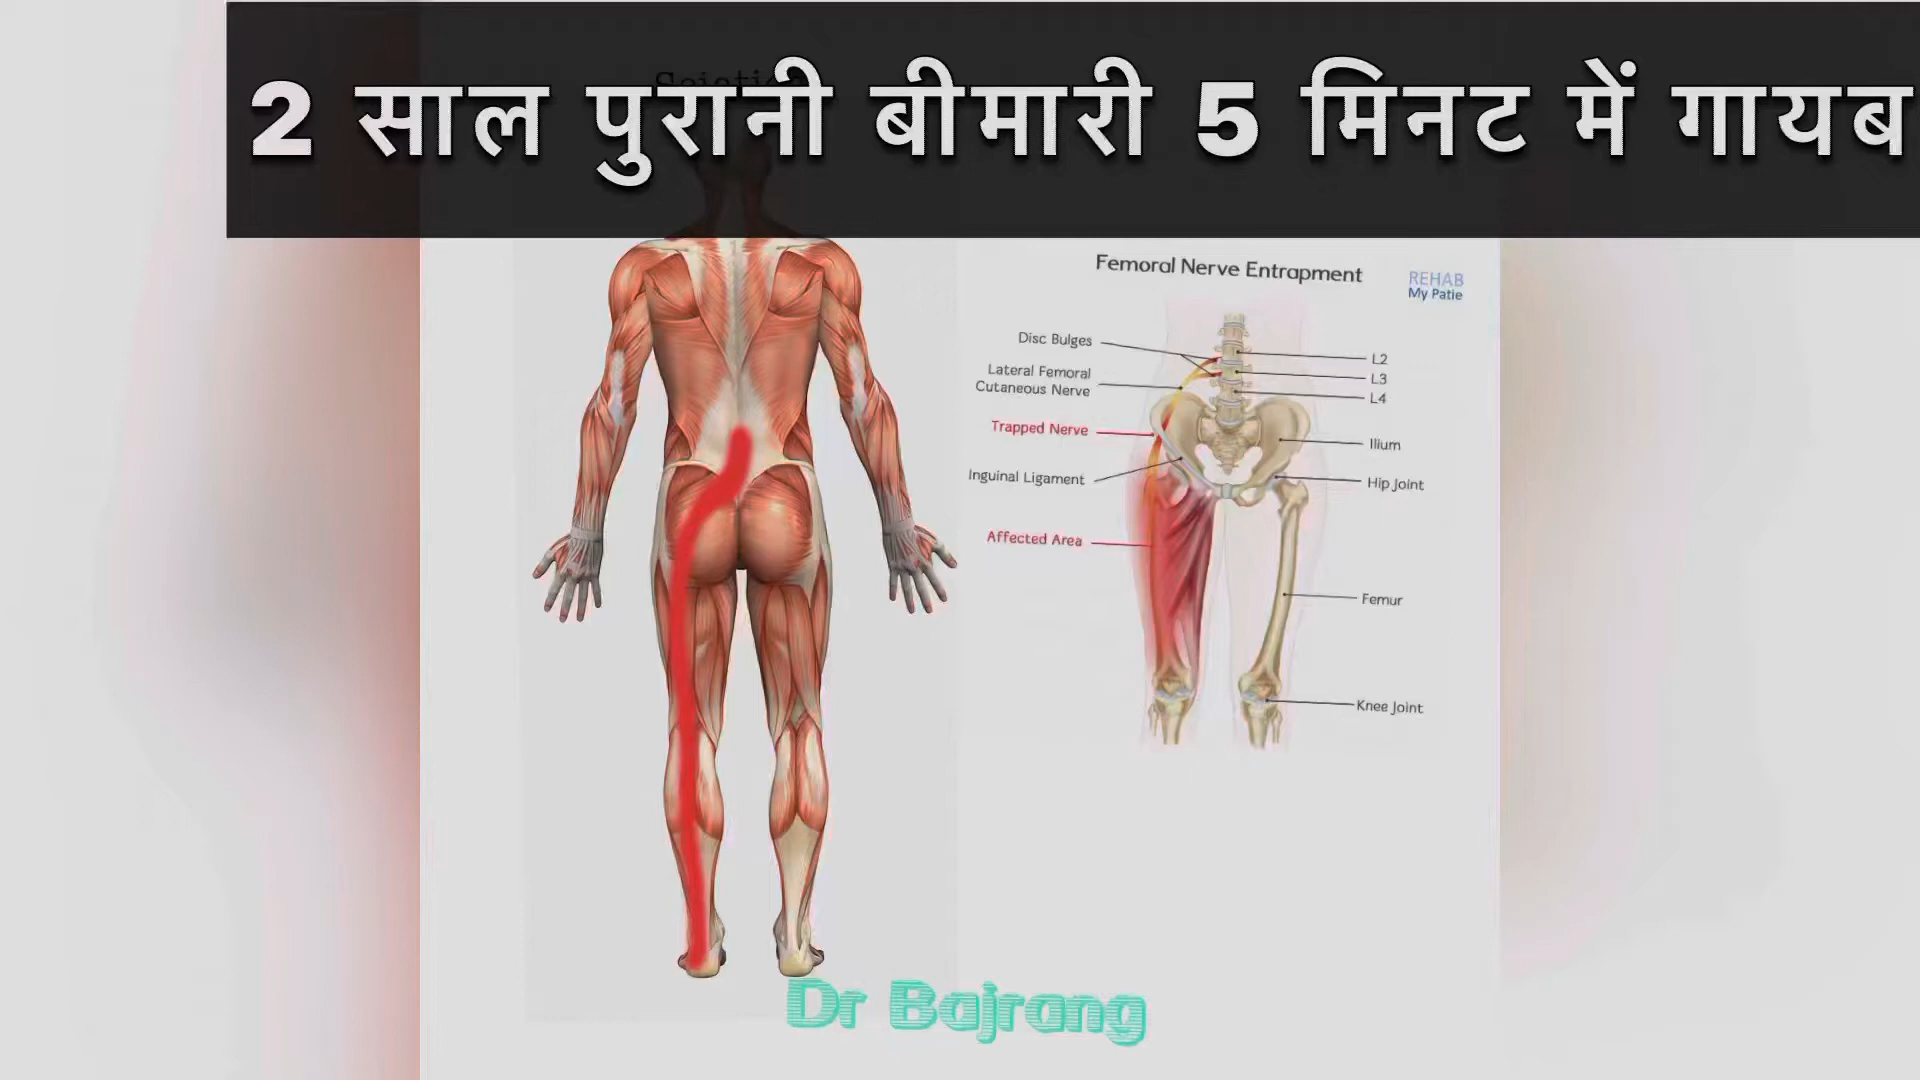 2 साल पुरानी बीमारी 5 मिनट में गायब
Femoral Nerve Entrapment
REHAB
My Patie
Disc Bulges
Lateral Femoral
Cutaneous Nerve
Trapped Nerve
Inguinal Ligament
Affected Area
L2
L3
L4
Ilium
Hip Joint
Femur
Knee Joint
Dr Bajrang